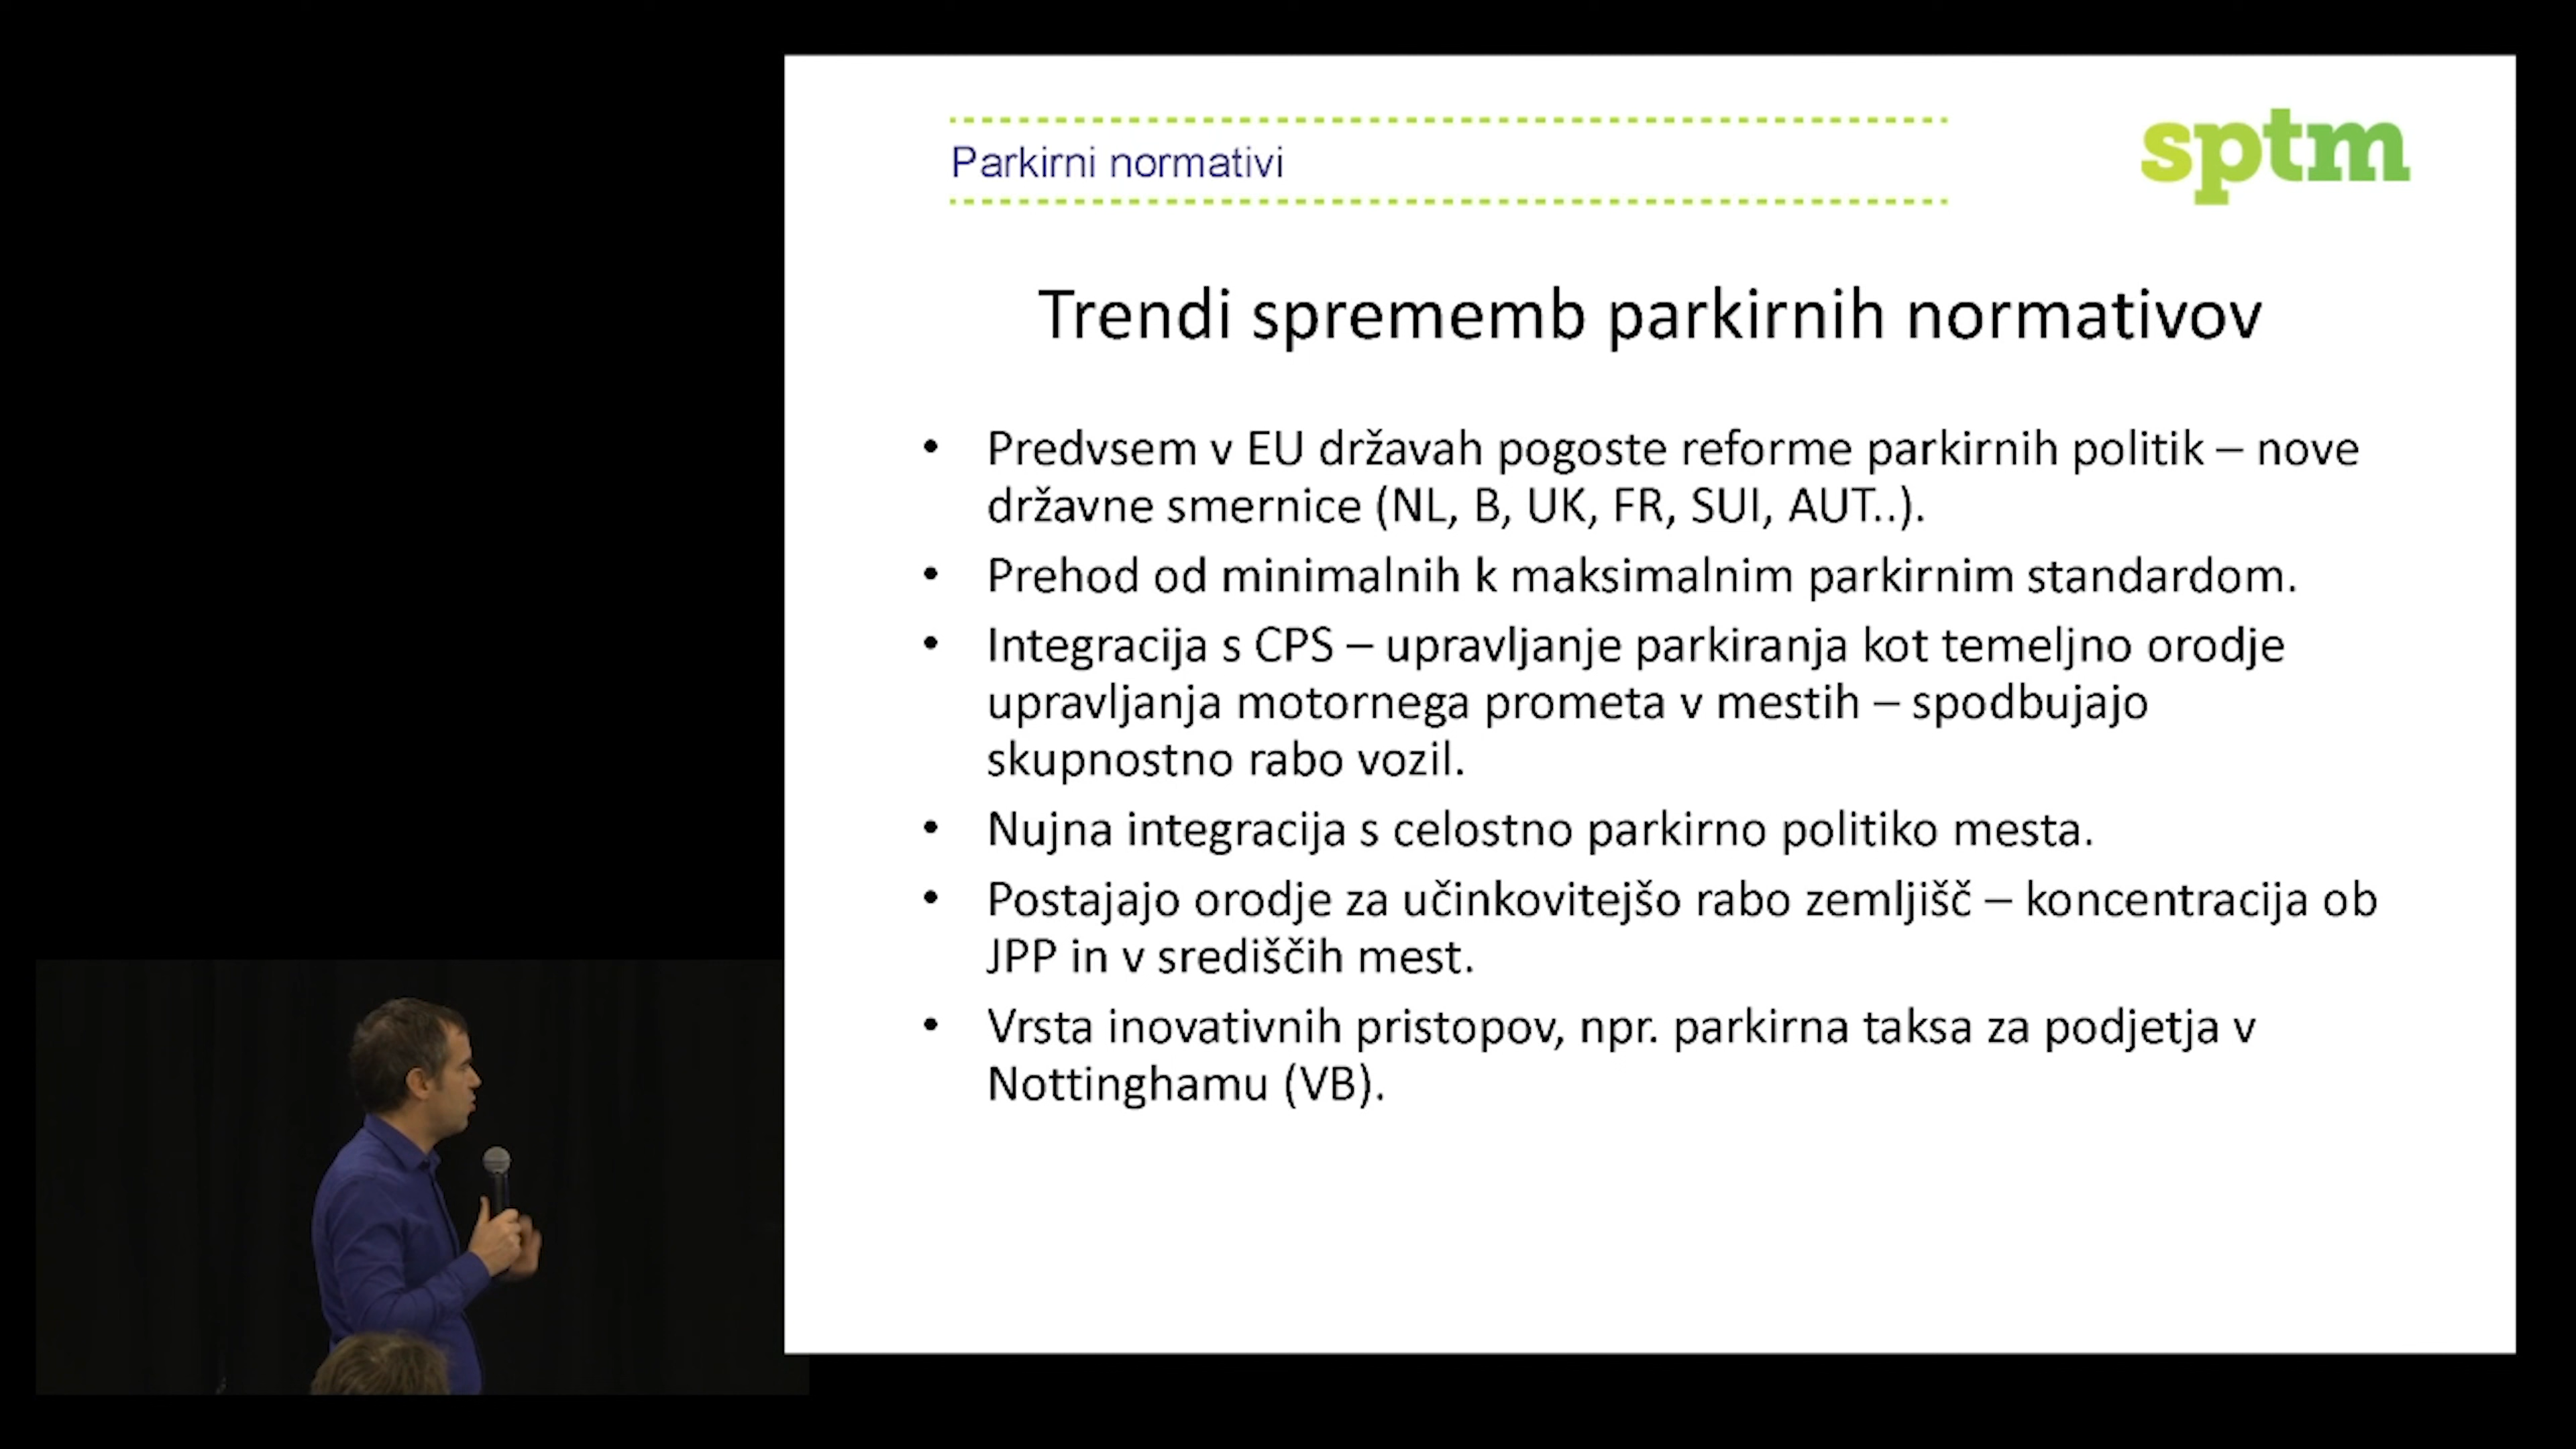 Parkirni normativi
sptm
Trendi sprememb parkirnih normativov
• Predvsem v EU državah pogoste reforme parkirnih politik – nove
državne smernice (NL, B, UK, FR, SUI, AUT..).
• Prehod od minimalnih k maksimalnim parkirnim standardom.
• Integracija s CPS – upravljanje parkiranja kot temeljno orodje
upravljanja motornega prometa v mestih – spodbujajo
skupnostno rabo vozil.
• Nujna integracija s celostno parkirno politiko mesta.
• Postajajo orodje za učinkovitejšo rabo zemljišč – koncentracija ob
JPP in v središčih mest.
• Vrsta inovativnih pristopov, npr. parkirna taksa za podjetja v
Nottinghamu (VB).